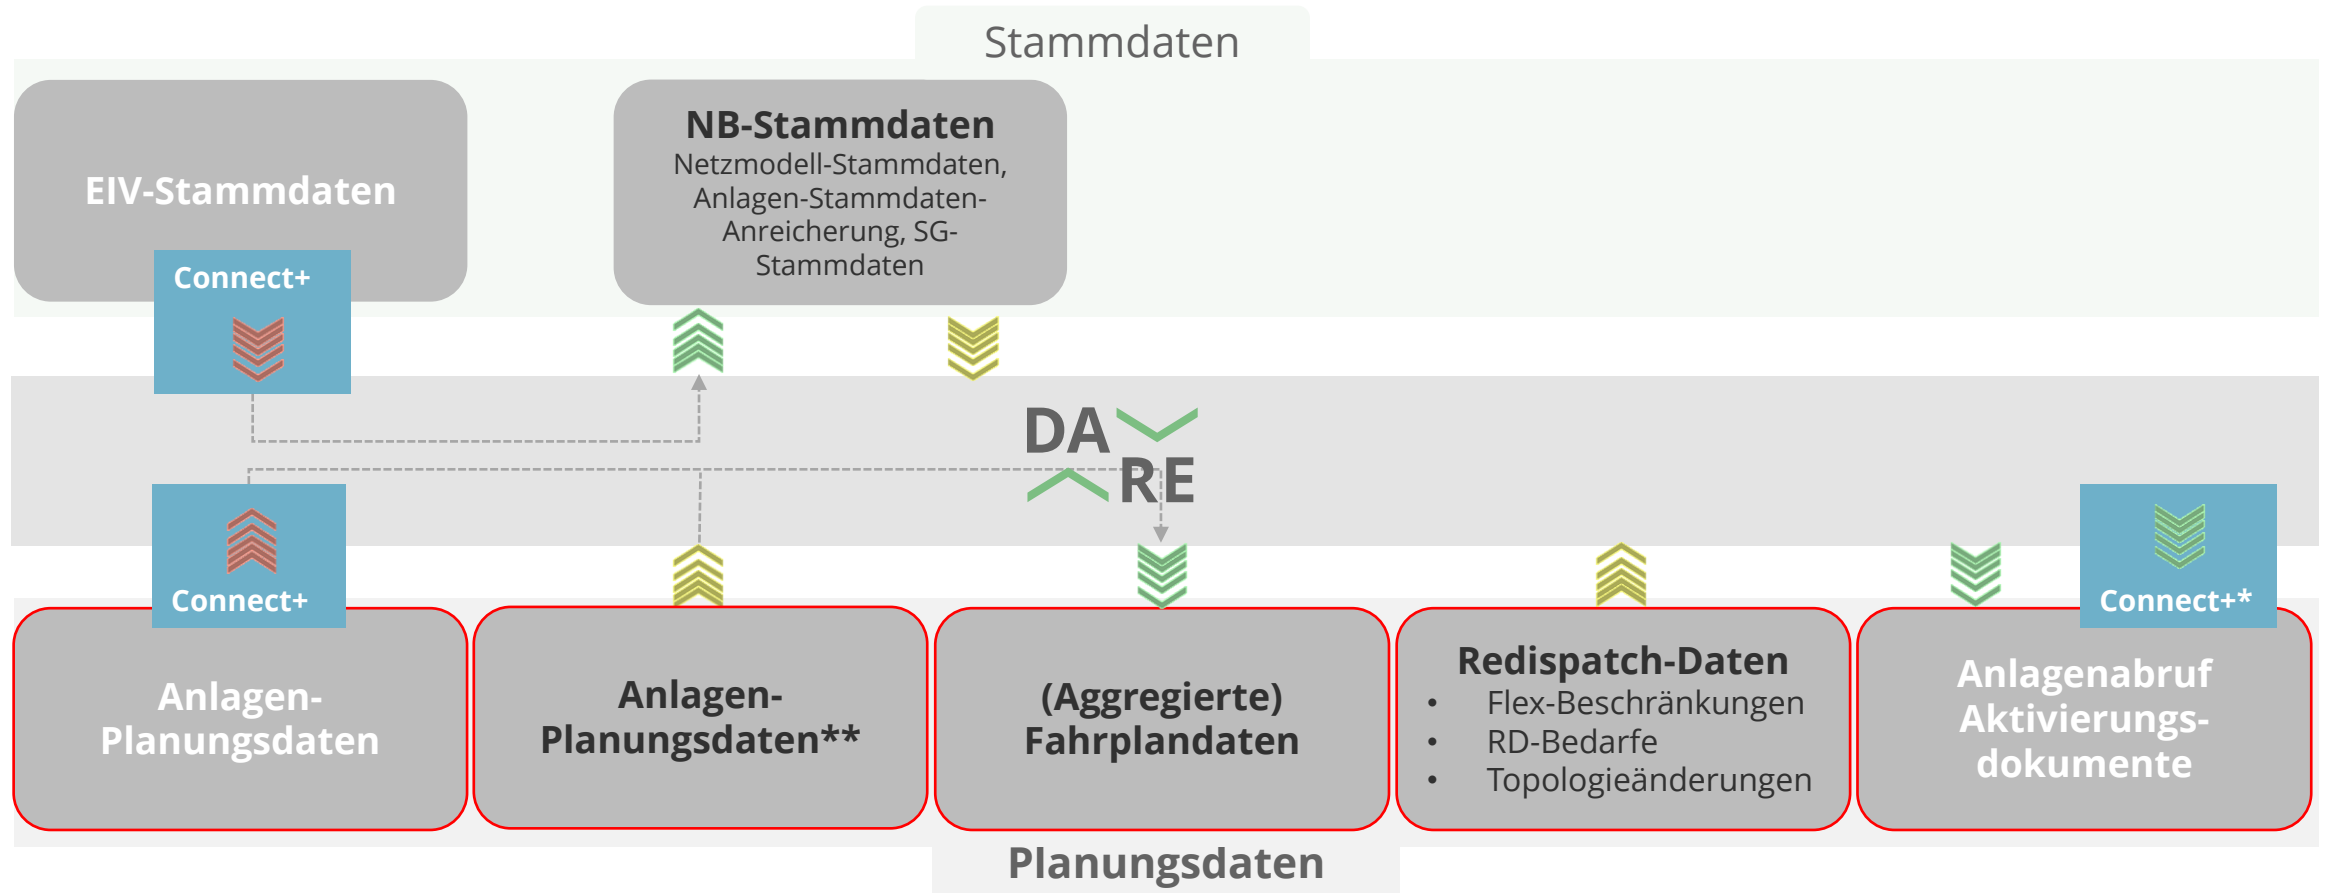 Stammdaten
EIV-Stammdaten
Connect+
NB-Stammdaten
Netzmodell-Stammdaten,
Anlagen-Stammdaten-
Anreicherung, SG-
Stammdaten
DA
RE
Connect+
Anlagen-
Planungsdaten
Anlagen-
Planungsdaten**
(Aggregierte)
Fahrplandaten
Redispatch-Daten
• Flex-Beschränkungen
• RD-Bedarfe
• Topologieänderungen
Connect+*
Anlagenabruf
Aktivierungs-
dokumente
Planungsdaten